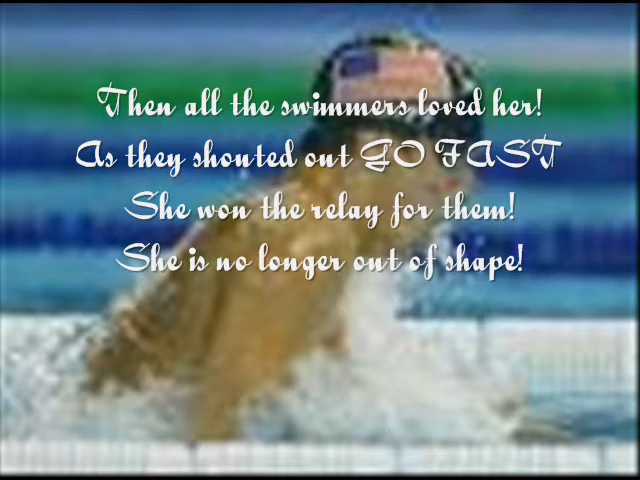 Then all the swimmers loved her!
As they shouted out GO FAST
She won the relay for them!
She is no longer out of shape!